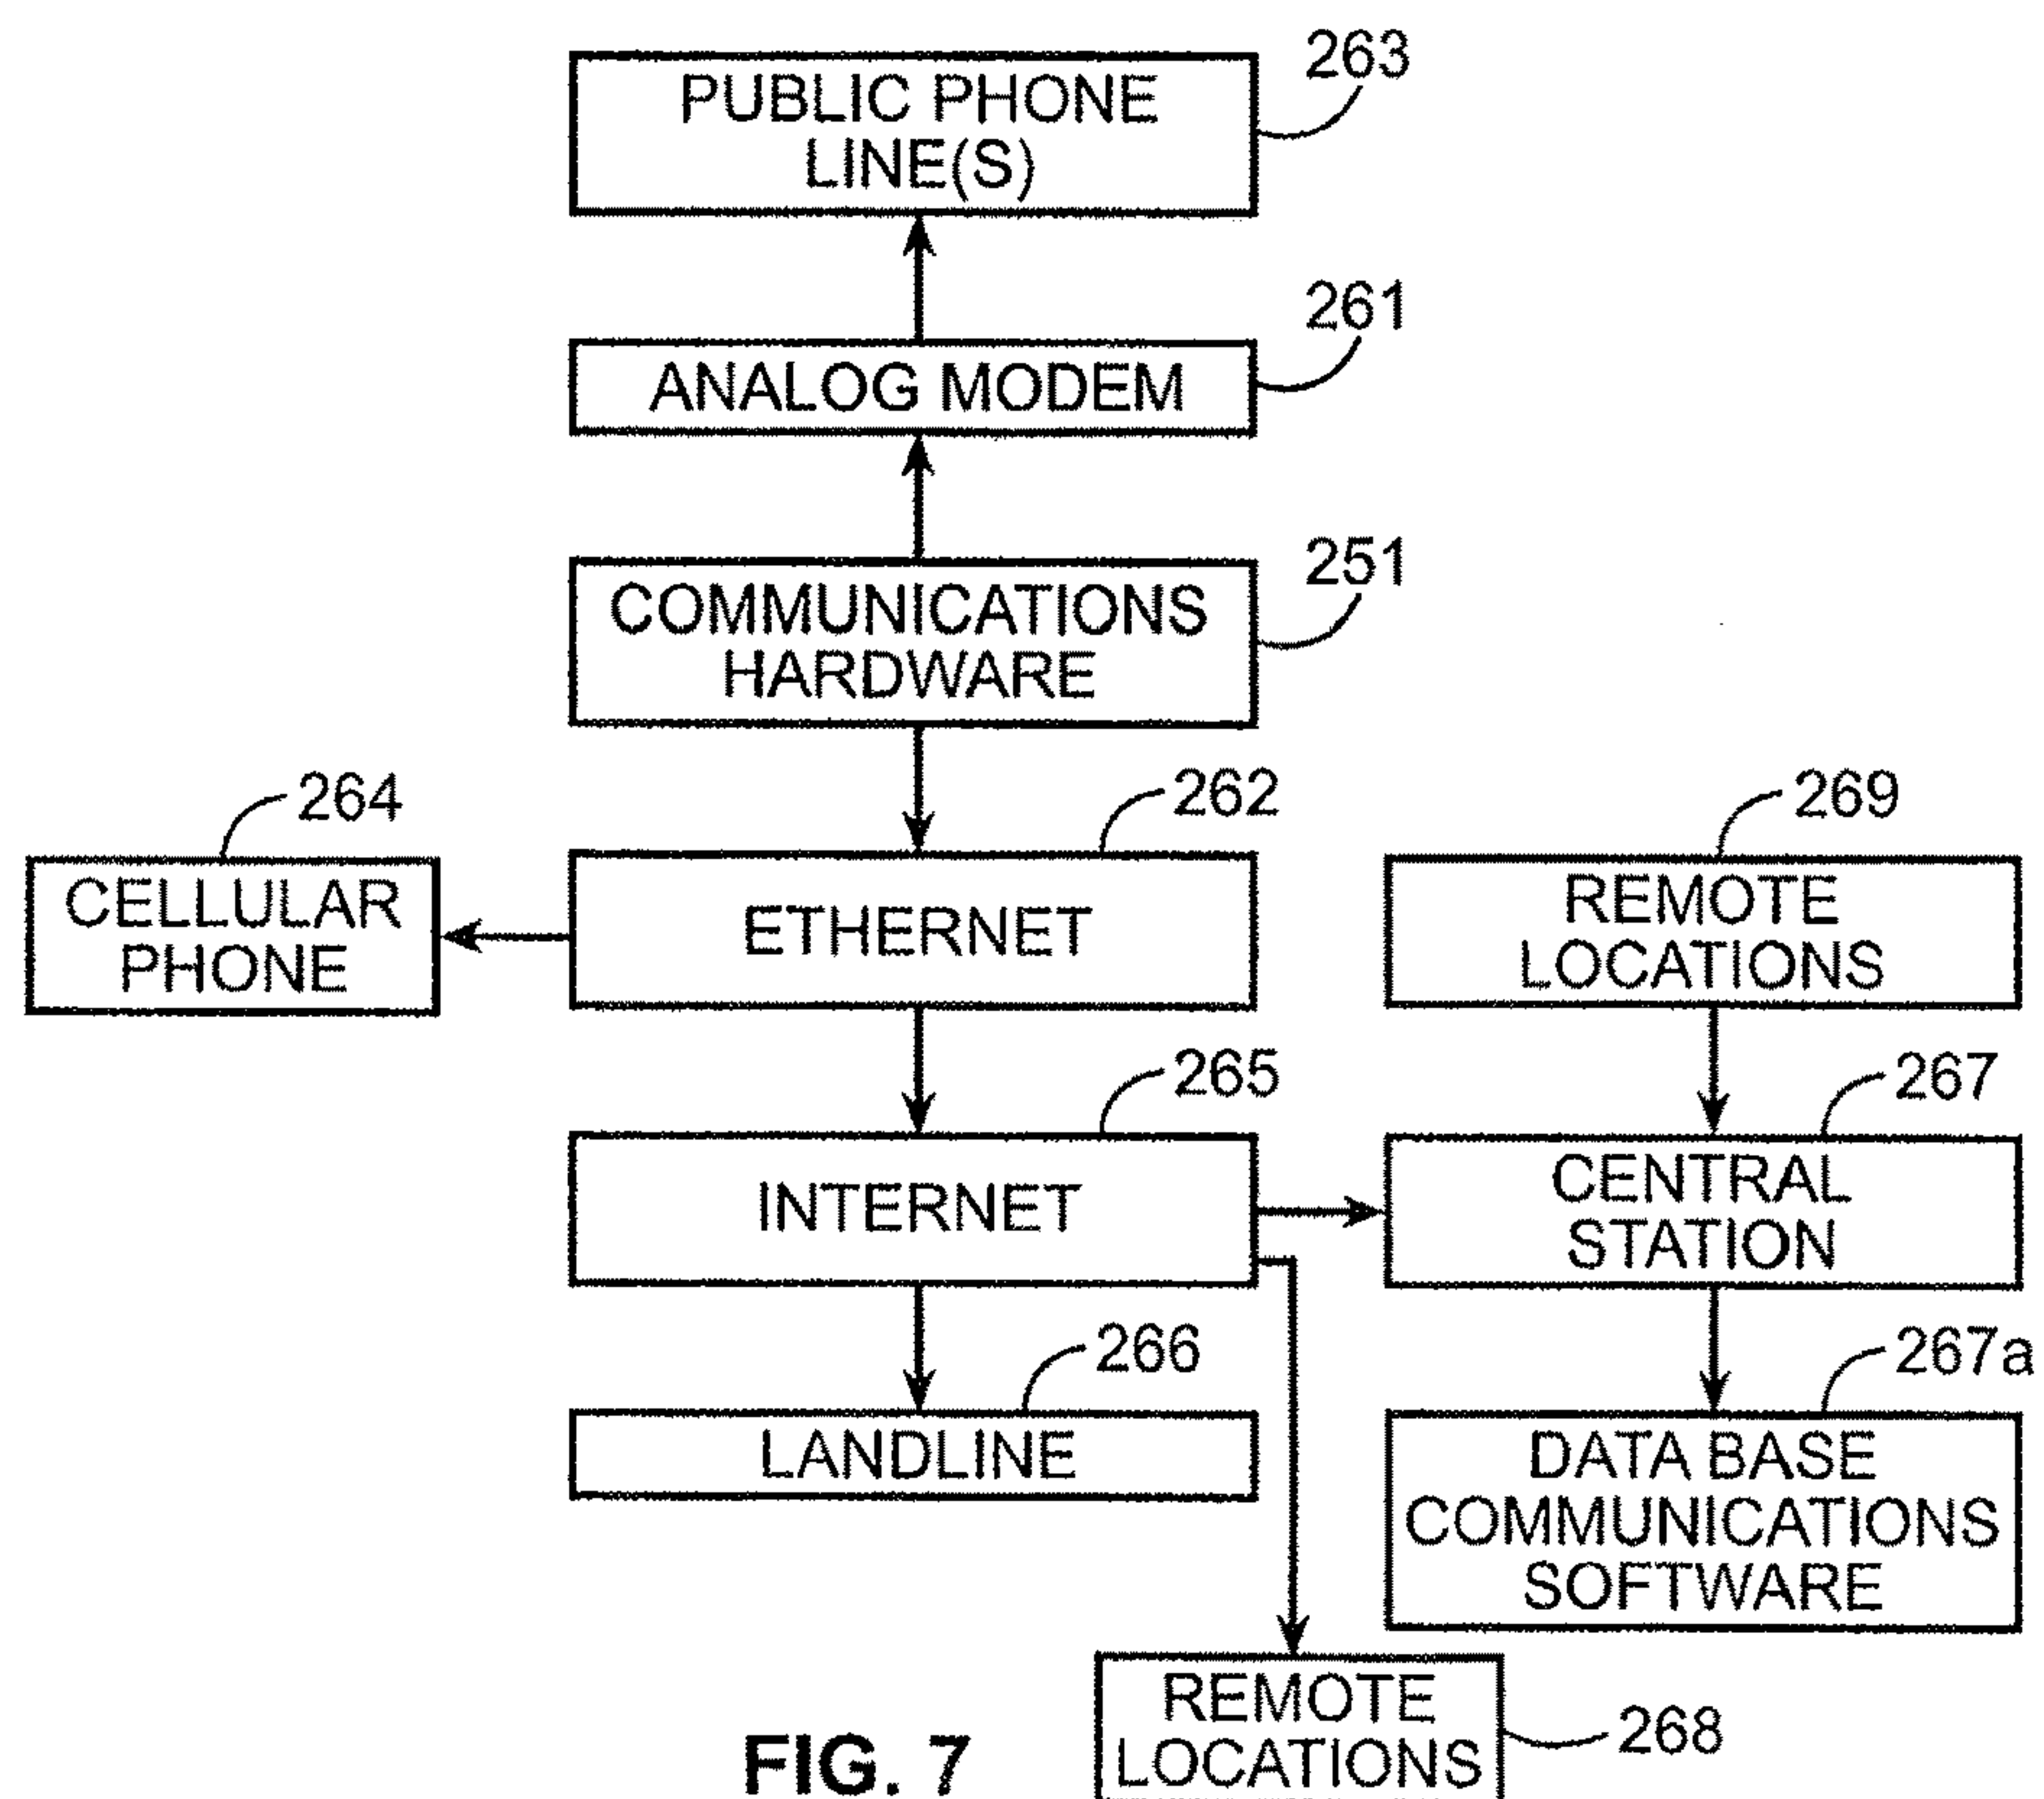 263
PUBLIC PHONE
LINE(S)
261
ANALOG MODEM
251
COMMUNICATIONS
HARDWARE
264
262
269
CELLULAR
PHONE
ETHERNET
REMOTE
LOCATIONS
265
267
INTERNET
CENTRAL
STATION
266
267a
LANDLINE
DATA BASE
COMMUNICATIONS
SOFTWARE
REMOTE
LOCATIONS
268
FIG. 7